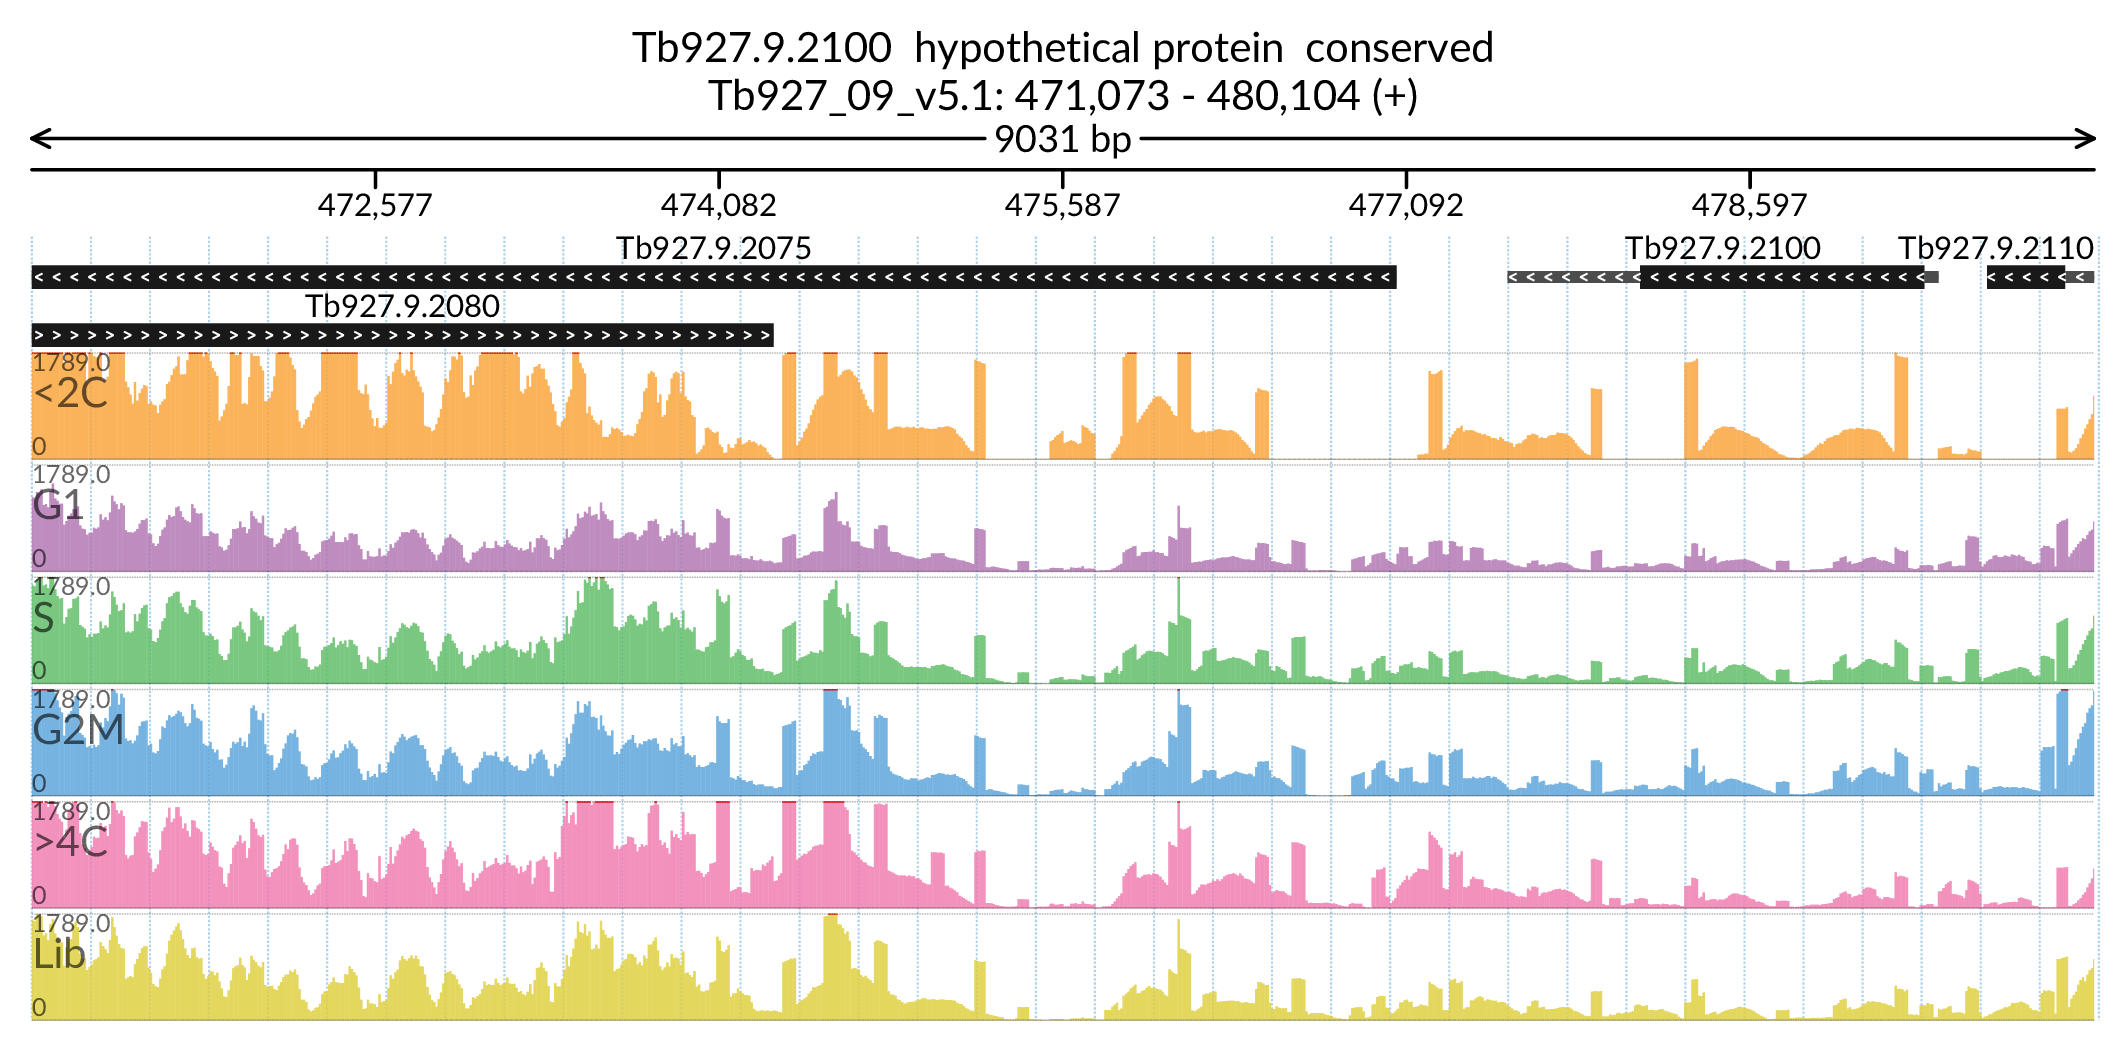 Tb927.9.2100 hypothetical protein conserved
Tb927_09_v5.1: 471,073 - 480,104 (+)
9031 bp
472,577 474,082 475,587 477,092 478,597
Tb927.9.2075 Tb927.9.2100 Tb927.9.2110
Tb927.9.2080
1789.0
<2C
0
1789.0
G1
0
1789.0
S
0
1789.0
G2M
0
1789.0
>4C
0
1789.0
Lib
0